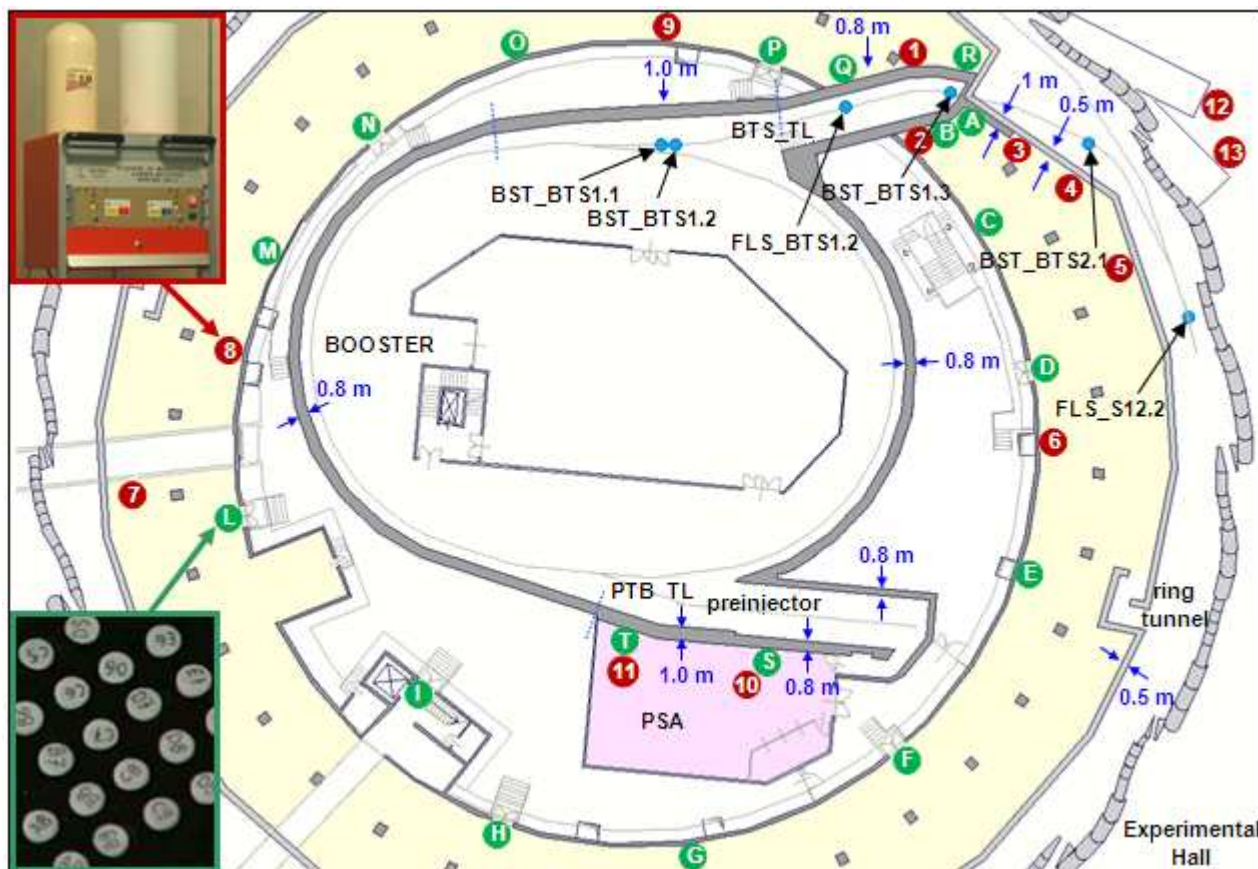 9
0.8 m
1
R
O
P
1.0 m
Q
12
1 m
0.5 m
N
BTS_TL
2
B
A
3
13
BST_BTS1.1
BST_BTS1.2
BST_BTS1.3
4
FLS_BTS1.2
C
M
BST_BTS2.1
5
8
BOOSTER
0.8 m
0.8 m
D
FLS_S12.2
6
7
L
0.8 m
E
PTB TL
preinjector
ring
tunnel
T
S
11
1.0 m
10
0.8 m
I
0.5 m
PSA
F
H
G
Experimental
Hall